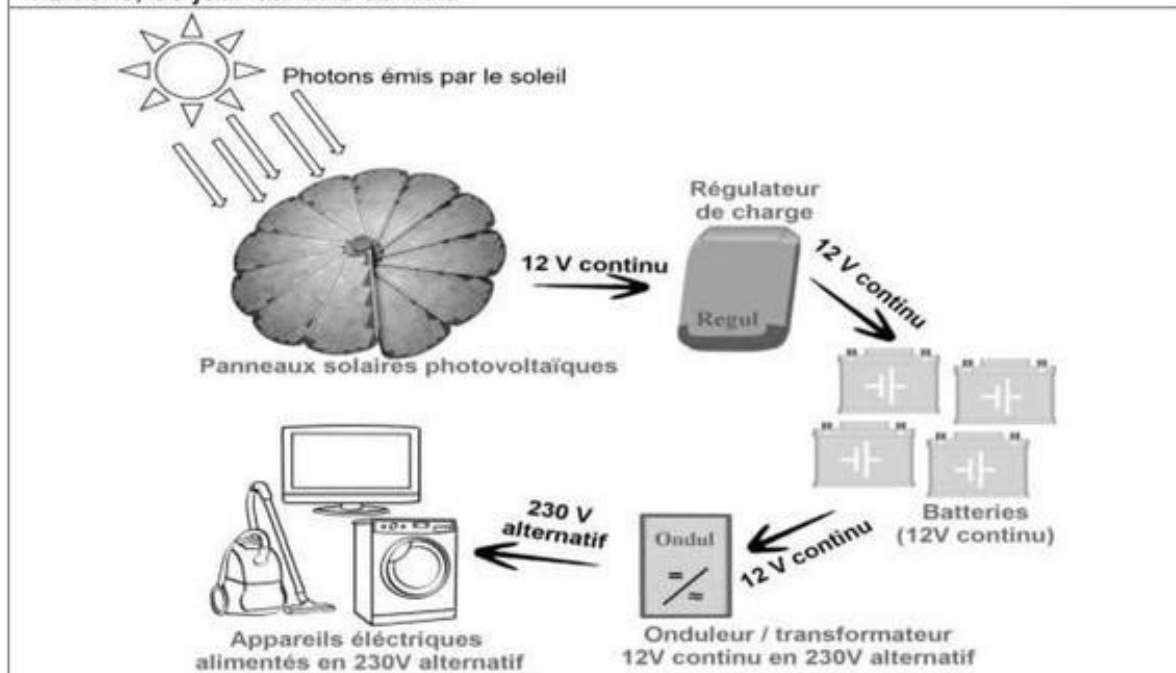 Photons émis par le soleil
Régulateur
de charge
12 V continu
12 V continu
Regul
Panneaux solaires photovoltaïques
230 V
alternatif
Ondul
12 V continu
Batteries
(12V continu)
Appareils éléctriques
alimentés en 230V alternatif
Onduleur / transformateur
12V continu en 230V alternatif